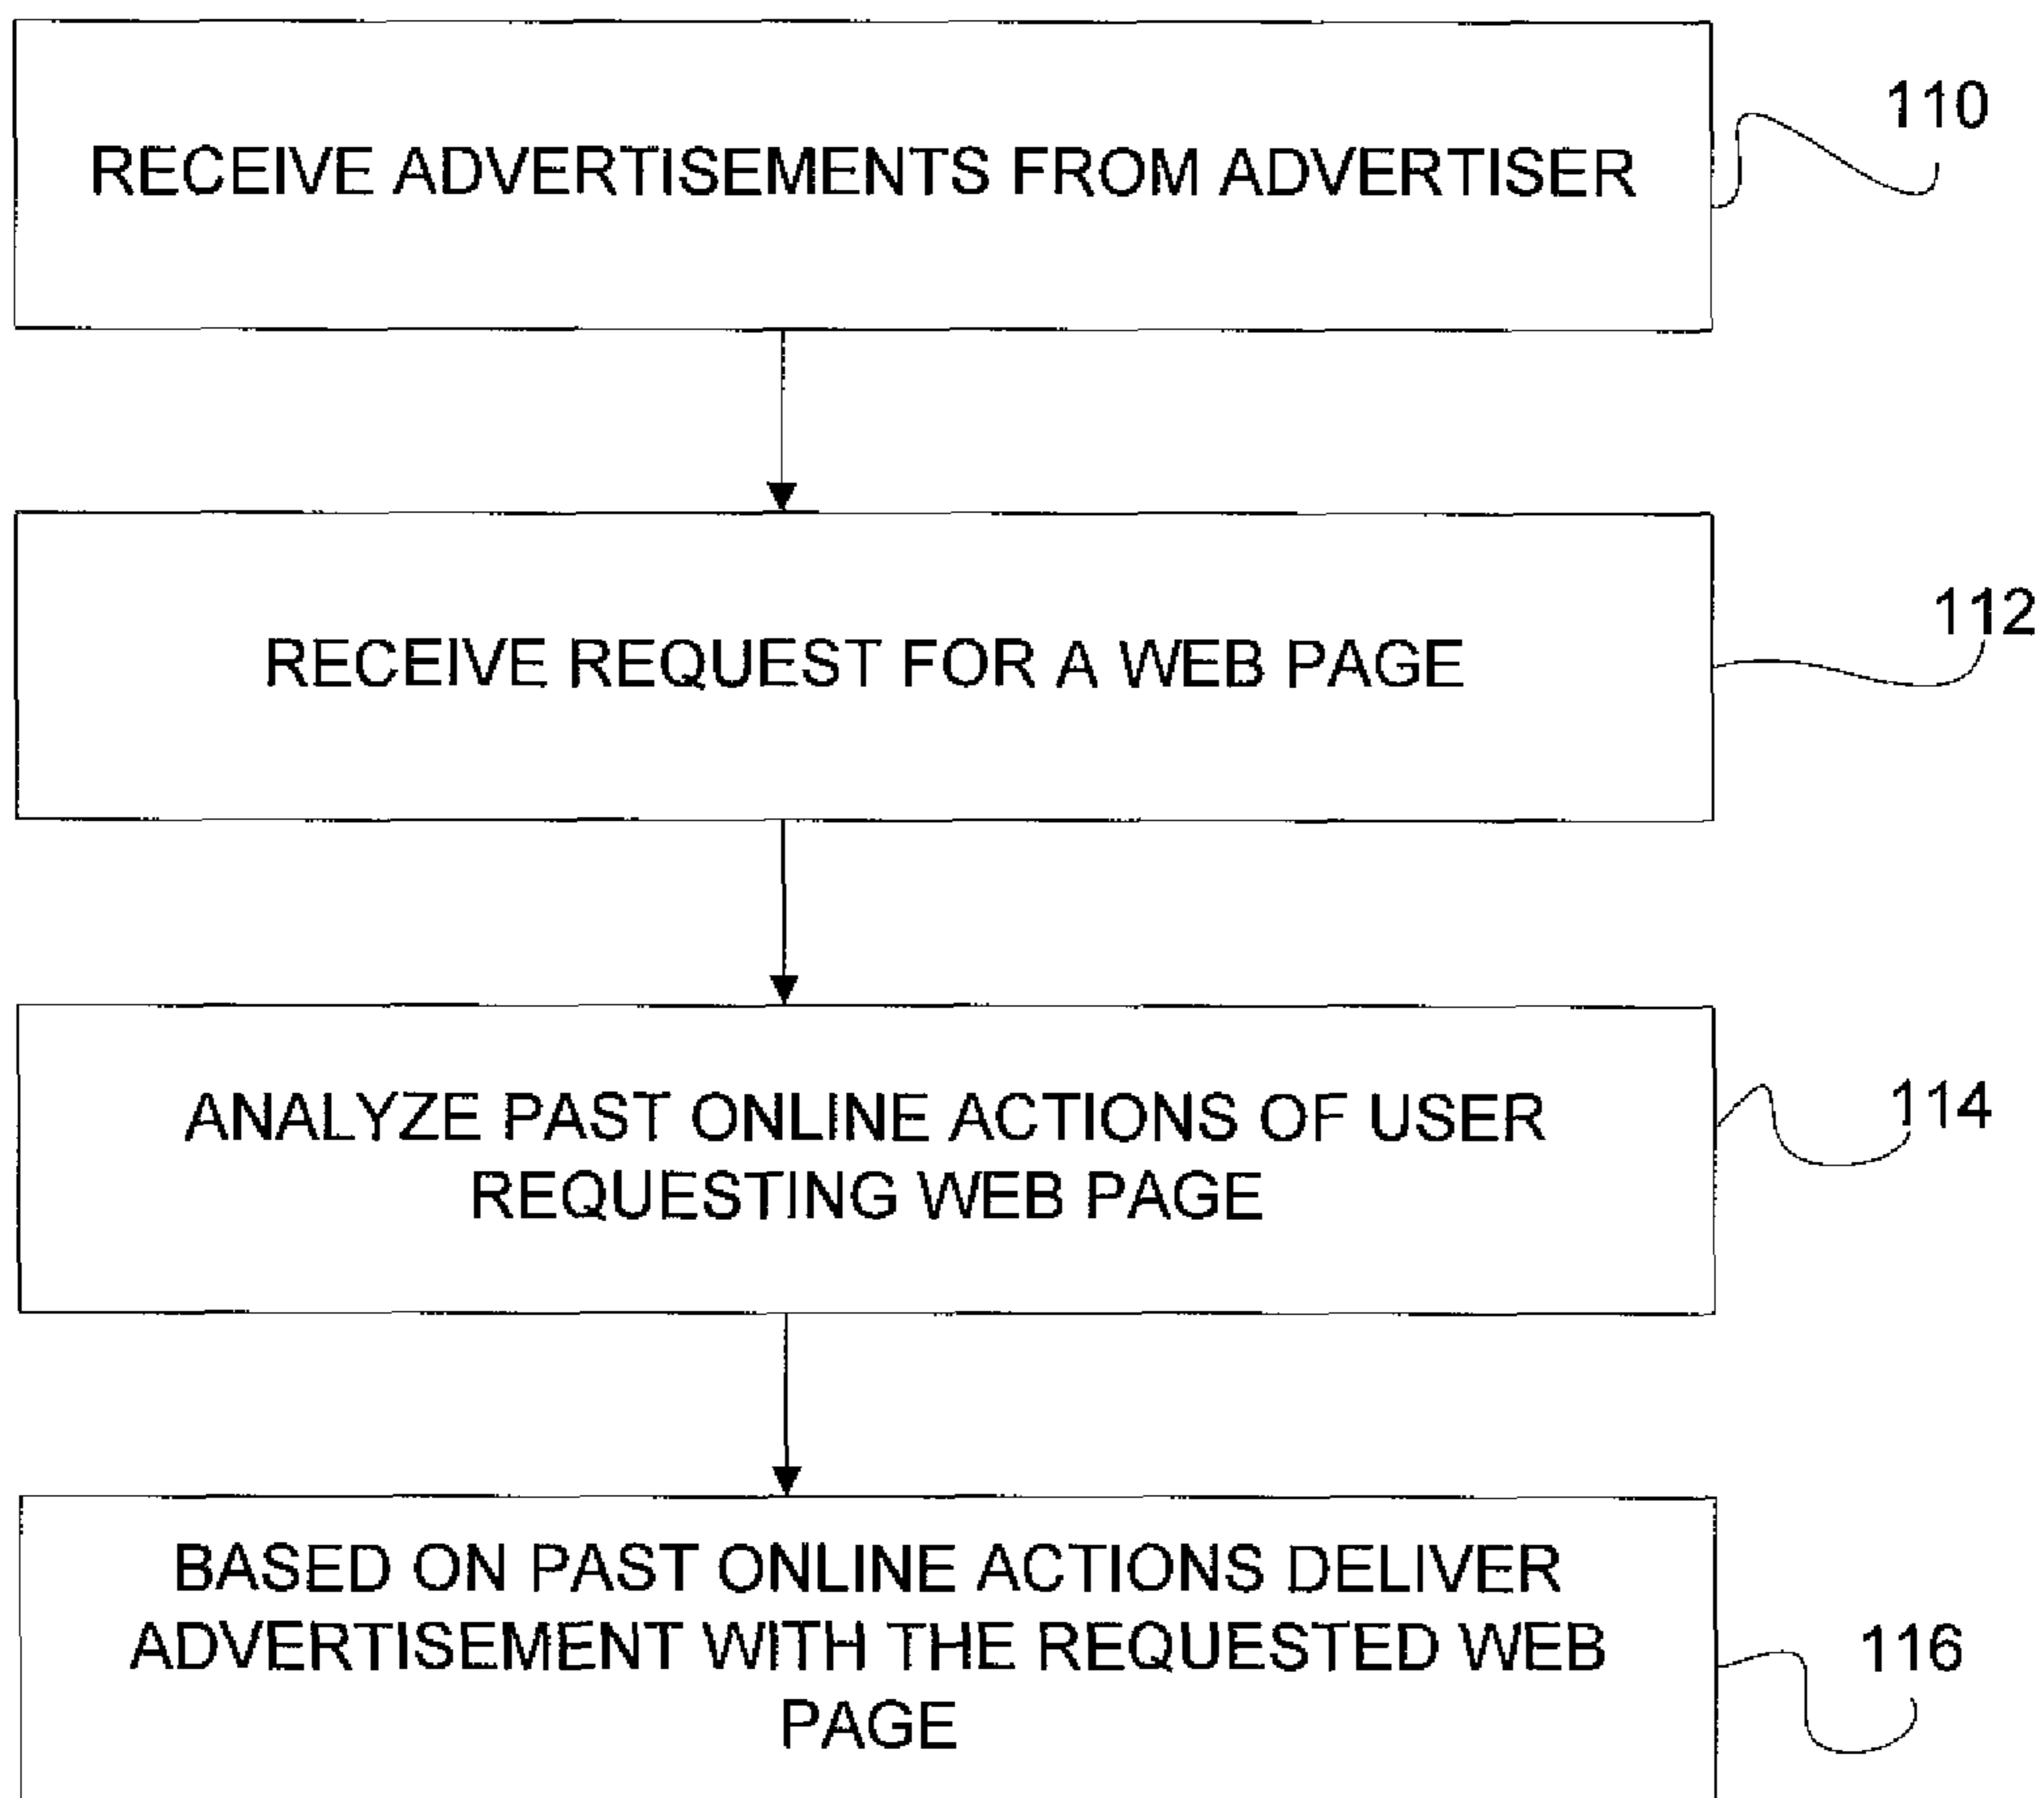 RECEIVE ADVERTISEMENTS FROM ADVERTISER
110
RECEIVE REQUEST FOR A WEB PAGE
112
ANALYZE PAST ONLINE ACTIONS OF USER
REQUESTING WEB PAGE
114
BASED ON PAST ONLINE ACTIONS DELIVER
ADVERTISEMENT WITH THE REQUESTED WEB
PAGE
116